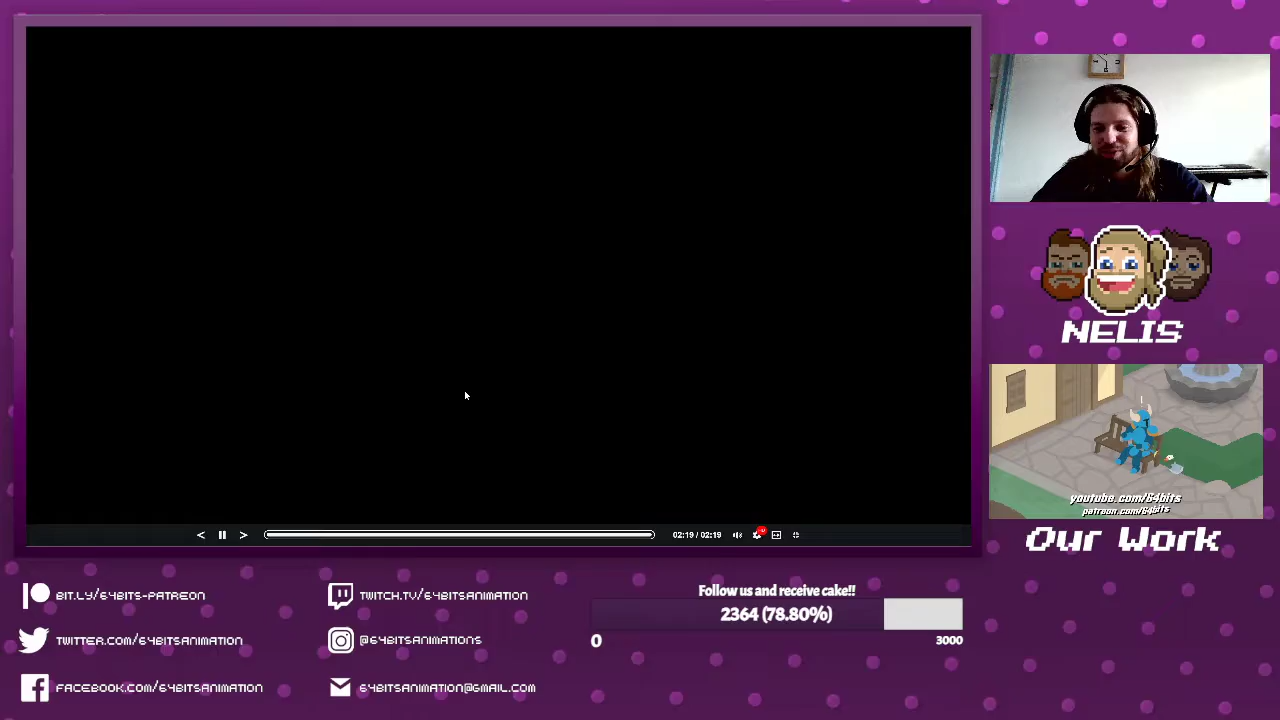 02:19 / 02:19
NELIS
youtube.com/64bits
patreon.com/64bits
Our Work
Follow us and receive cake!!
2364 (78.80%)
0
3000
BIT.LY/64BITS-PATREON
TWITCH.TV/64BITSANIMATION
TWITTER.COM/64BITSANIMATION
@64BITSANIMATIONS
FACEBOOK.COM/64BITSANIMATION
64BITSANIMATION@GMAIL.COM